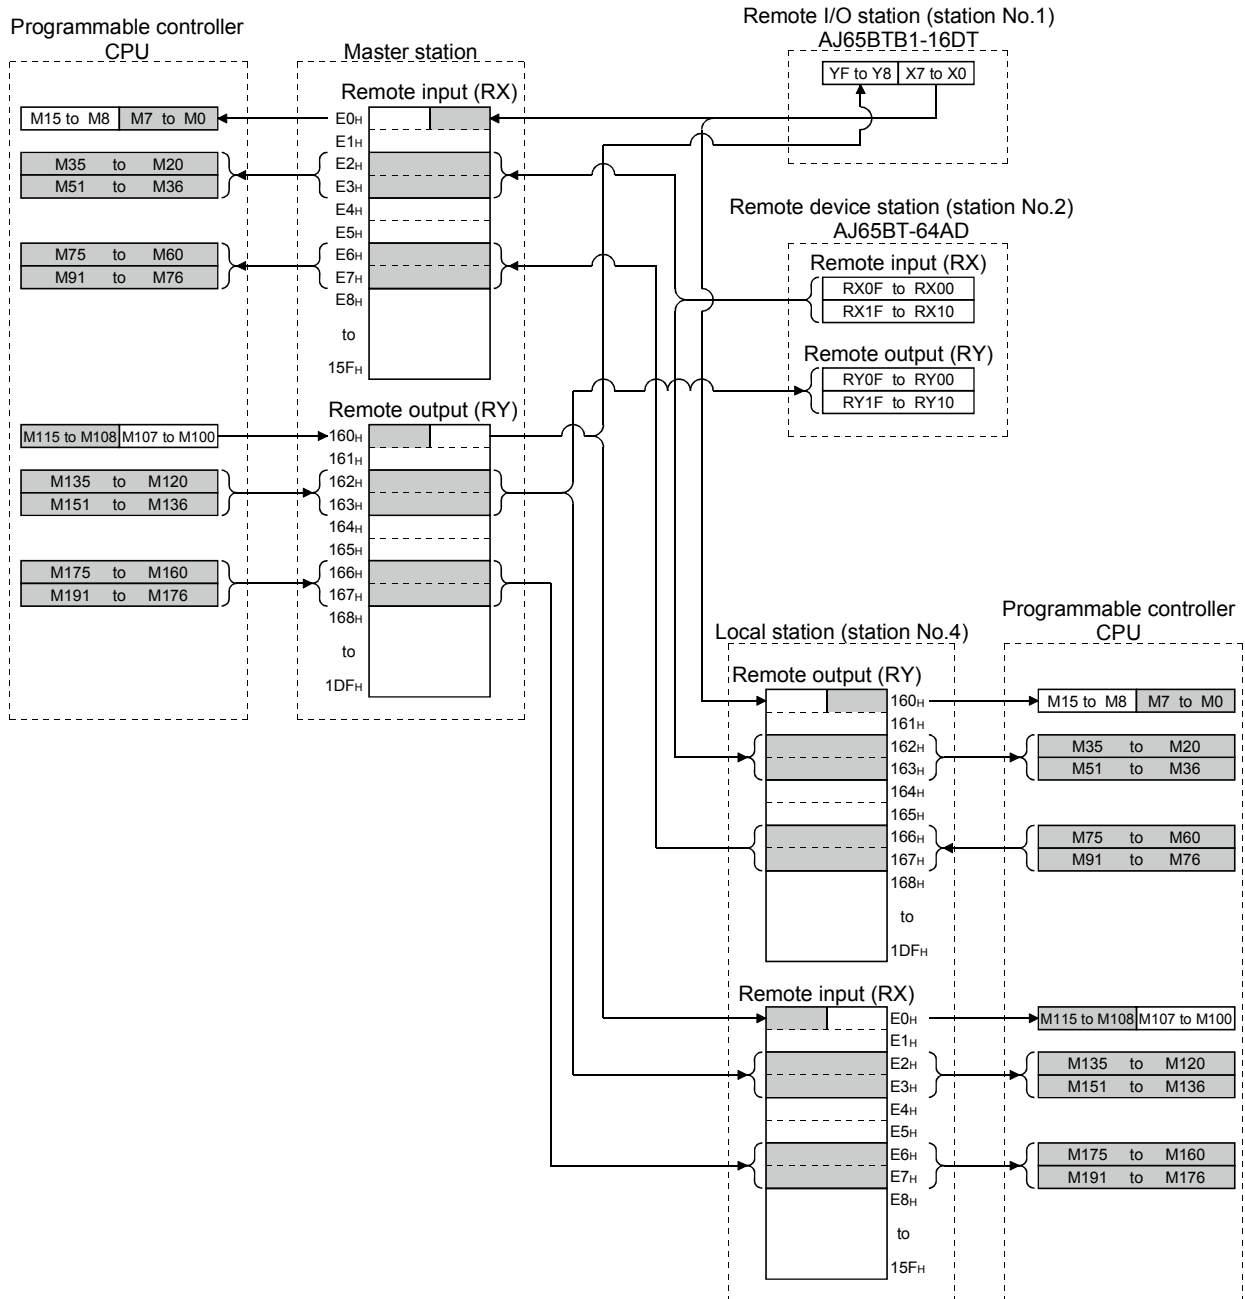 Programmable controller
CPU
M15 to M8 M7 to M0
M35 to M20
M51 to M36
M75 to M60
M91 to M76
M115 to M108 M107 to M100
M135 to M120
M151 to M136
M175 to M160
M191 to M176
Master station
Remote input (RX)
E0H
E1H
E2H
E3H
E4H
E5H
E6H
E7H
E8H
to
15FH
Remote output (RY)
160H
161H
162H
163H
164H
165H
166H
167H
168H
to
1DFH
Remote I/O station (station No.1)
AJ65BTB1-16DT
YF to Y8 X7 to X0
Remote device station (station No.2)
AJ65BT-64AD
Remote input (RX)
RX0F to RX00
RX1F to RX10
Remote output (RY)
RY0F to RY00
RY1F to RY10
Local station (station No.4)
Remote output (RY)
160H
161H
162H
163H
164H
165H
166H
167H
168H
to
1DFH
Remote input (RX)
E0H
E1H
E2H
E3H
E4H
E5H
E6H
E7H
E8H
to
15FH
Programmable controller
CPU
M15 to M8 M7 to M0
M35 to M20
M51 to M36
M75 to M60
M91 to M76
M115 to M108 M107 to M100
M135 to M120
M151 to M136
M175 to M160
M191 to M176